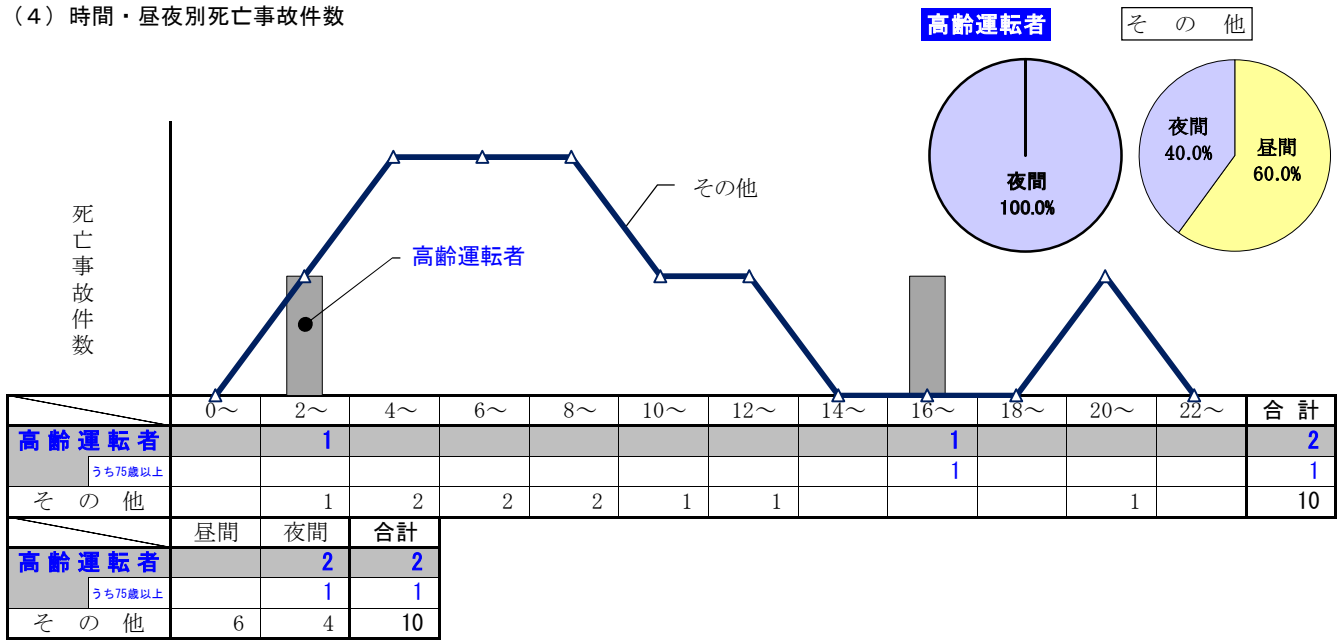 （４）時間・昼夜別死亡事故件数
高齢運転者
そ の 他
夜間
100.0%
夜間
40.0%
昼間
60.0%
死亡事故件数
その他
高齢運転者
0～ 2～ 4～ 6～ 8～ 10～ 12～ 14～ 16～ 18～ 20～ 22～ 合 計
高齢運転者 1 1 2
うち75歳以上 1 1
そ の 他 1 2 2 2 1 1 1 10
昼間 夜間 合計
高齢運転者 2 2
うち75歳以上 1 1
そ の 他 6 4 10